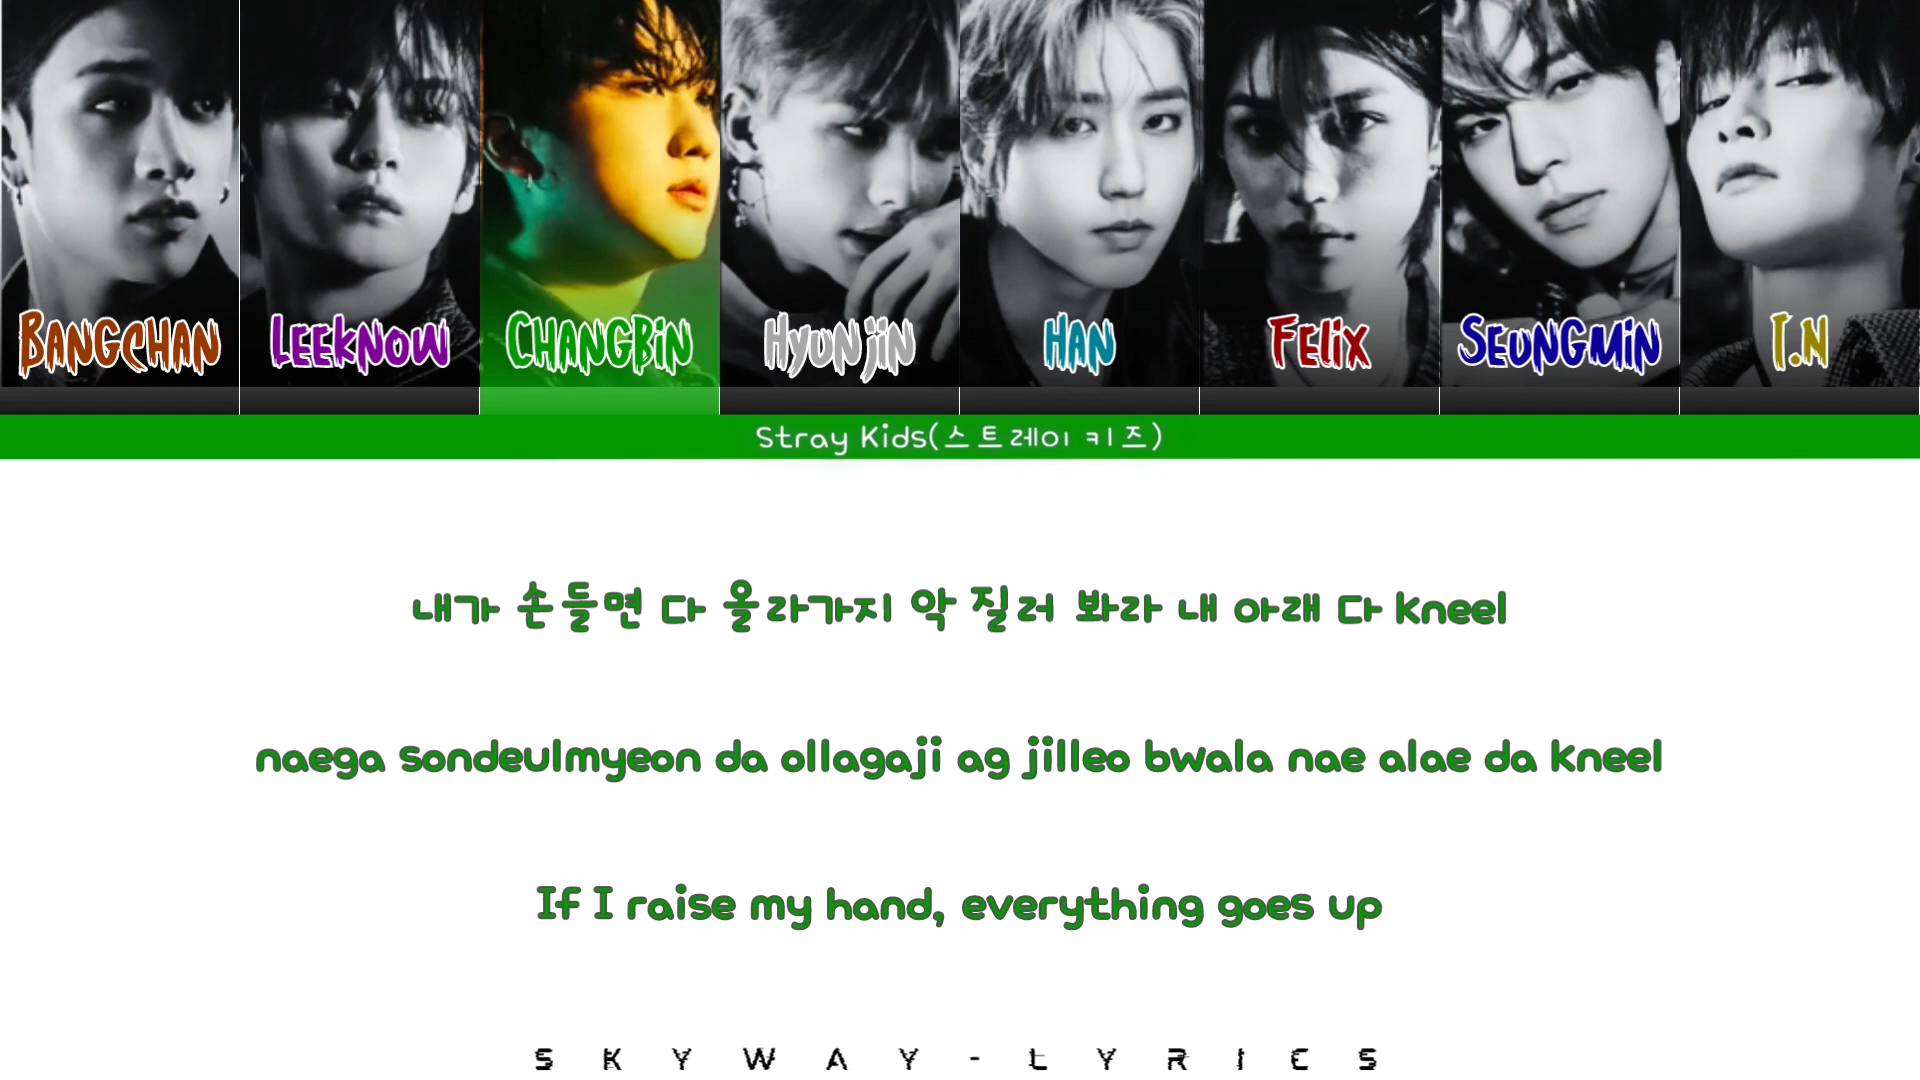 BANGCHAN
LEEKNOW
CHANGBIN
HYUNJIN
HAN
FELIX
SEUNGMIN
I.N
Stray Kids(스트레이 키즈)
내가 손들면 다 올라가지 악 질러 봐라 내 아래 다 kneel
naega sondeulmyeon da ollagaji ag jilleo bwala nae alae da kneel
If I raise my hand, everything goes up
SKYWAY-LYRICS